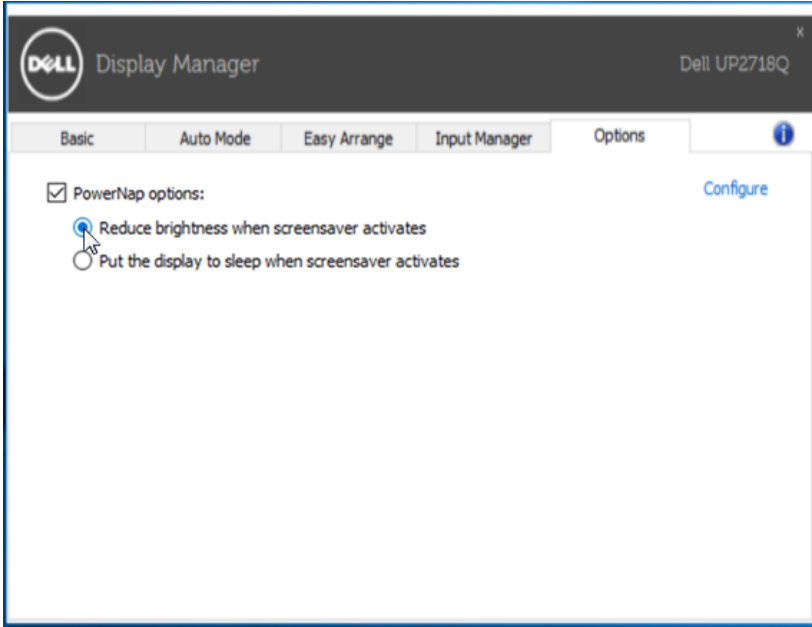 x
DELL Display Manager Dell UP2718Q
Basic Auto Mode Easy Arrange Input Manager Options i
PowerNap options: Configure
Reduce brightness when screensaver activates
Put the display to sleep when screensaver activates